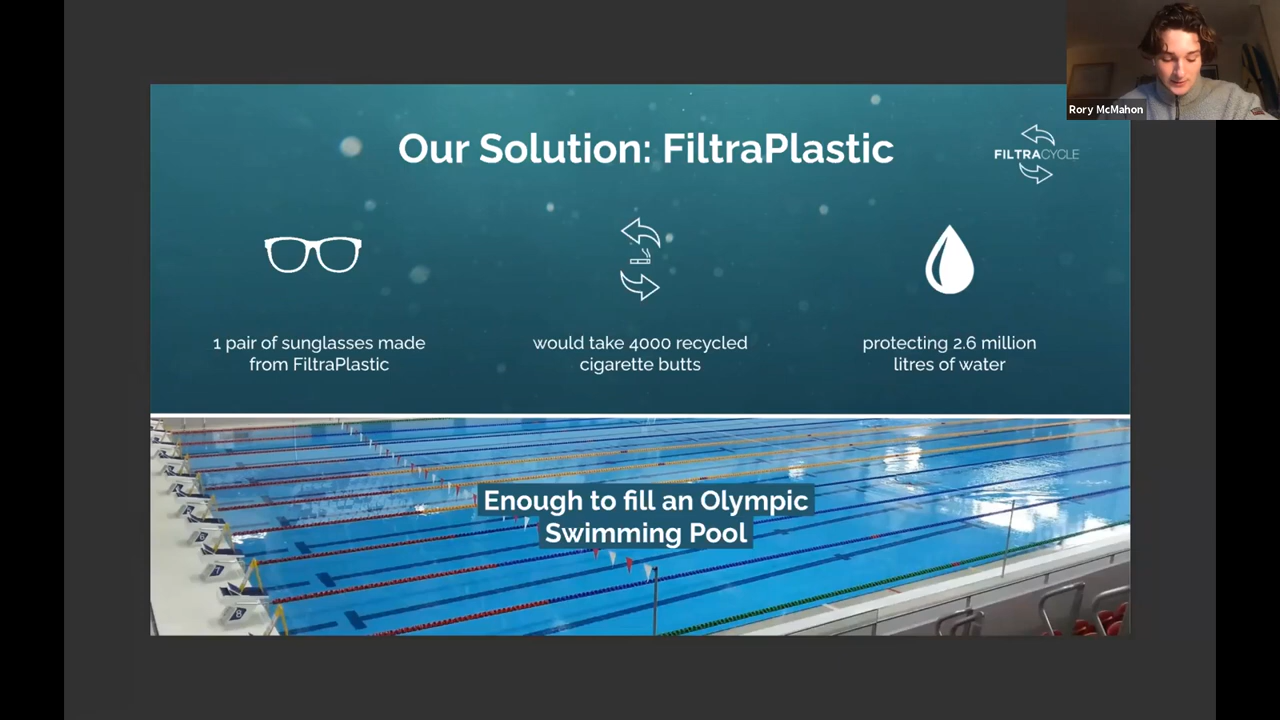 Rory McMahon
Our Solution: FiltraPlastic
FILTRACYCLE
1 pair of sunglasses made
from FiltraPlastic
would take 4000 recycled
cigarette butts
protecting 2.6 million
litres of water
Enough to fill an Olympic
Swimming Pool